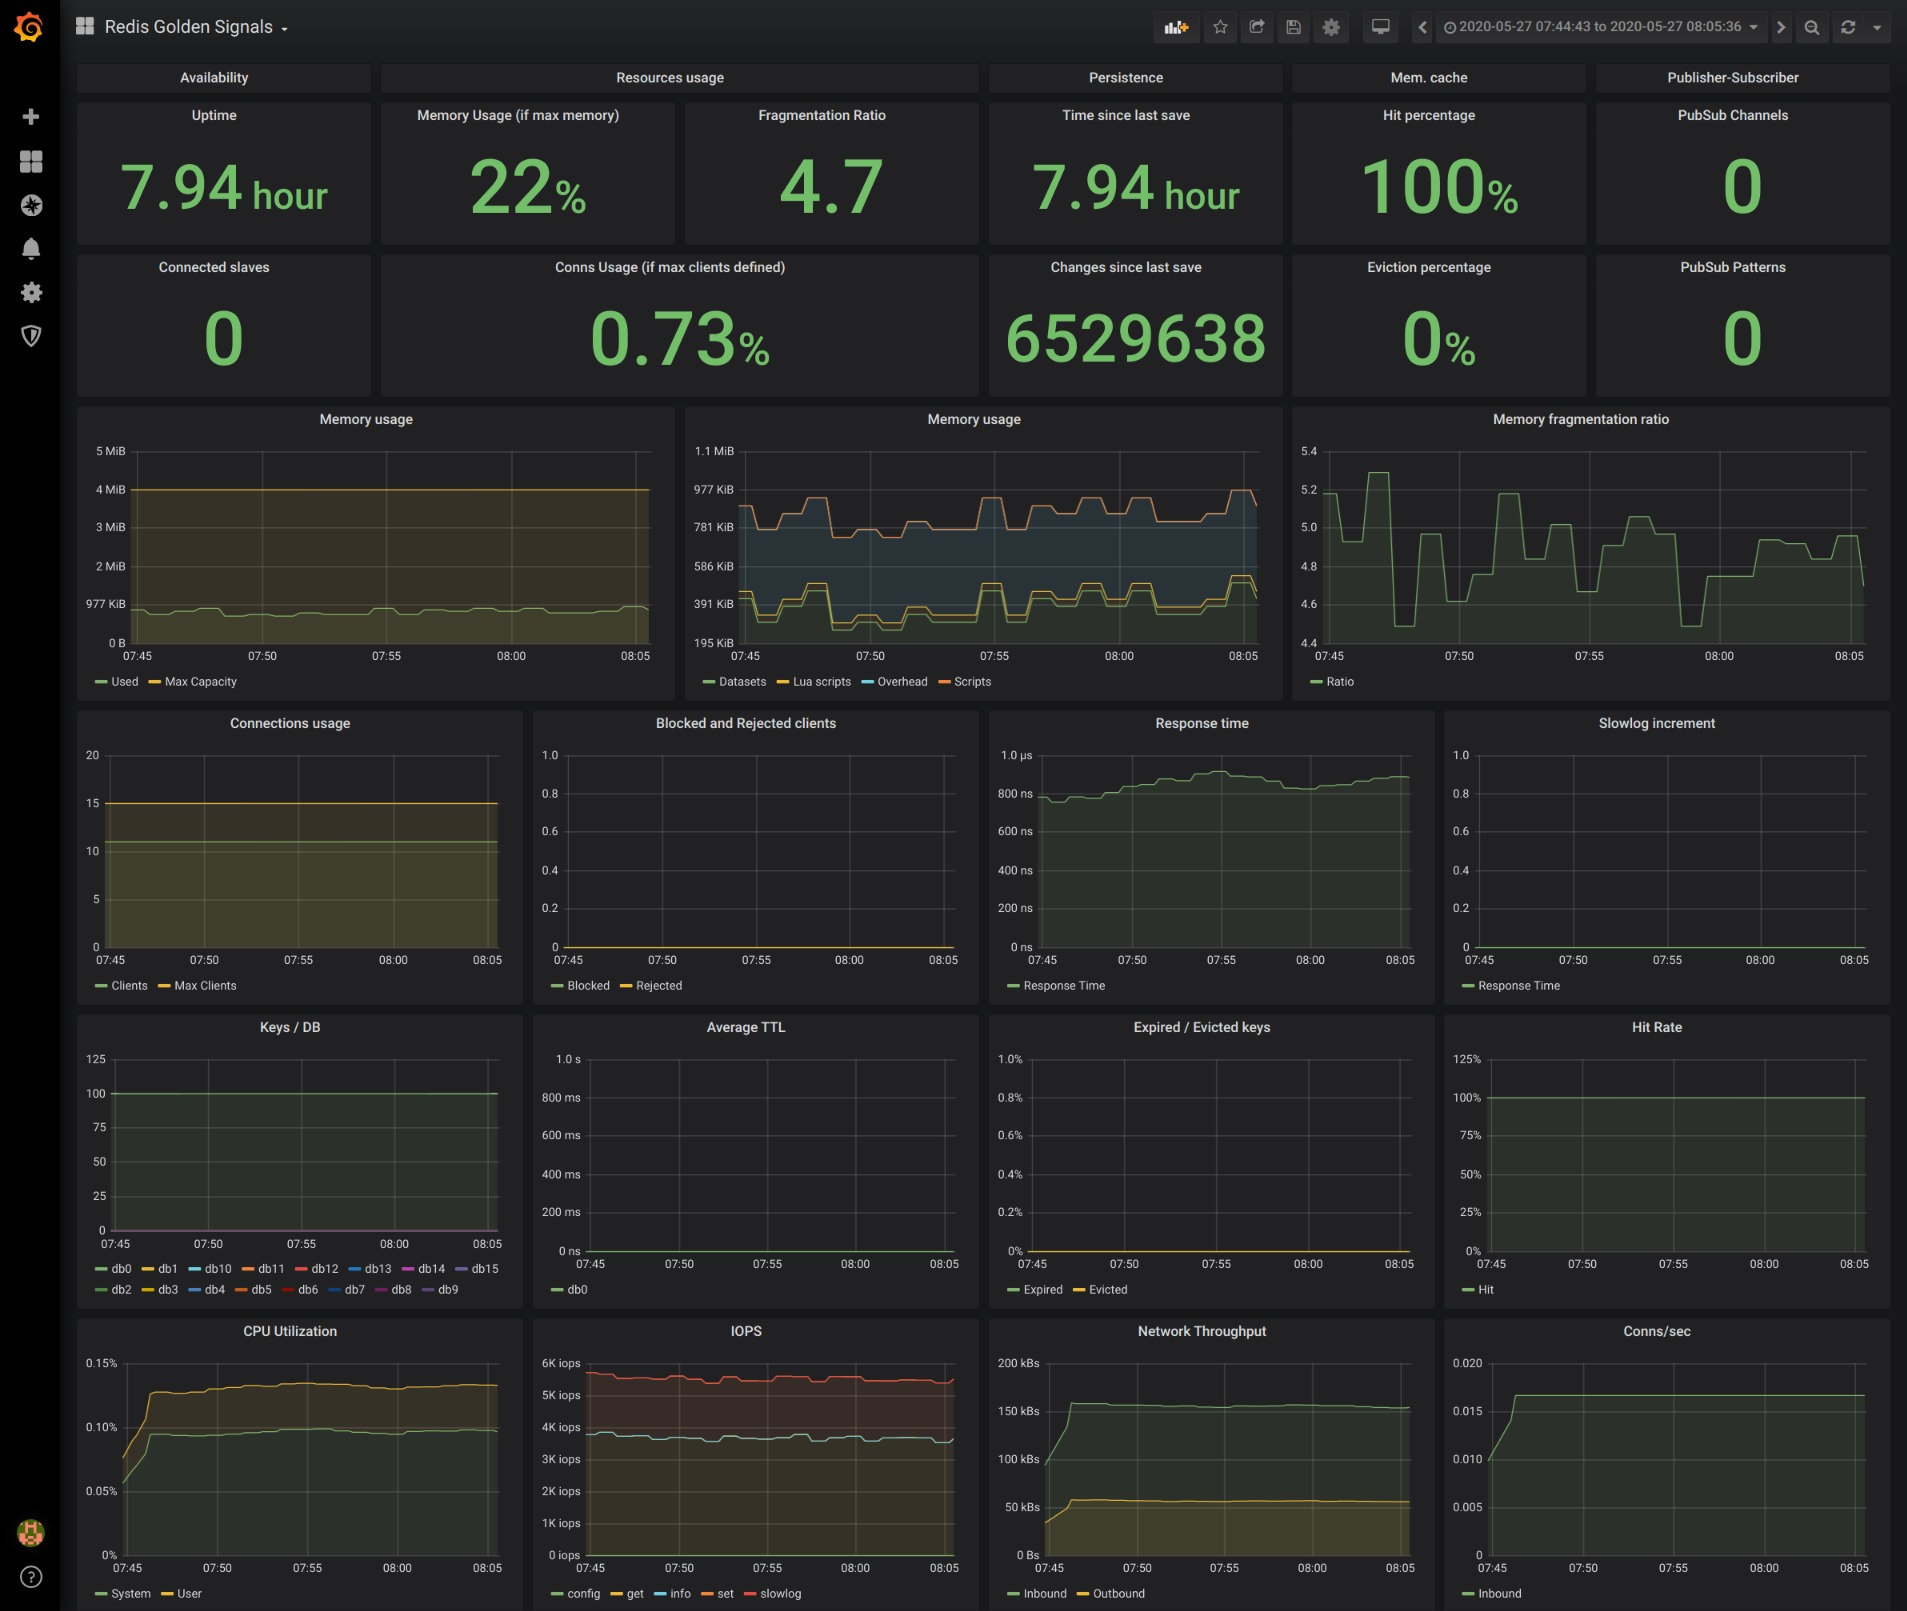 Redis Golden Signals
2020-05-27 07:44:43 to 2020-05-27 08:05:36
Availability
Resources usage
Persistence
Mem. cache
Publisher-Subscriber
Uptime
7.94 hour
Memory Usage (if max memory)
22%
Fragmentation Ratio
4.7
Time since last save
7.94 hour
Hit percentage
100%
PubSub Channels
0
Connected slaves
0
Conns Usage (if max clients defined)
0.73%
Changes since last save
6529638
Eviction percentage
0%
PubSub Patterns
0
Memory usage
5 MiB
4 MiB
3 MiB
2 MiB
977 KiB
0 B
07:45 07:50 07:55 08:00 08:05
Used Max Capacity
Memory usage
1.1 MiB
977 KiB
781 KiB
586 KiB
391 KiB
195 KiB
07:45 07:50 07:55 08:00 08:05
Datasets Lua scripts Overhead Scripts
Memory fragmentation ratio
5.4
5.2
5.0
4.8
4.6
4.4
07:45 07:50 07:55 08:00 08:05
Ratio
Connections usage
20
15
10
5
0
07:45 07:50 07:55 08:00 08:05
Clients Max Clients
Blocked and Rejected clients
1.0
0.8
0.6
0.4
0.2
0
07:45 07:50 07:55 08:00 08:05
Blocked Rejected
Response time
1.0 µs
800 ns
600 ns
400 ns
200 ns
0 ns
07:45 07:50 07:55 08:00 08:05
Response Time
Slowlog increment
1.0
0.8
0.6
0.4
0.2
0
07:45 07:50 07:55 08:00 08:05
Response Time
Keys / DB
125
100
75
50
25
0
07:45 07:50 07:55 08:00 08:05
db0 db1 db10 db11 db12 db13 db14 db15
db2 db3 db4 db5 db6 db7 db8 db9
Average TTL
1.0 s
800 ms
600 ms
400 ms
200 ms
0 ns
07:45 07:50 07:55 08:00 08:05
db0
Expired / Evicted keys
1.0%
0.8%
0.6%
0.4%
0.2%
0%
07:45 07:50 07:55 08:00 08:05
Expired Evicted
Hit Rate
125%
100%
75%
50%
25%
0%
07:45 07:50 07:55 08:00 08:05
Hit
CPU Utilization
0.15%
0.10%
0.05%
0%
07:45 07:50 07:55 08:00 08:05
System User
IOPS
6K iops
5K iops
4K iops
3K iops
2K iops
1K iops
0 iops
07:45 07:50 07:55 08:00 08:05
config get info set slowlog
Network Throughput
200 kBs
150 kBs
100 kBs
50 kBs
0 Bs
07:45 07:50 07:55 08:00 08:05
Inbound Outbound
Conns/sec
0.020
0.015
0.010
0.005
0
07:45 07:50 07:55 08:00 08:05
Inbound